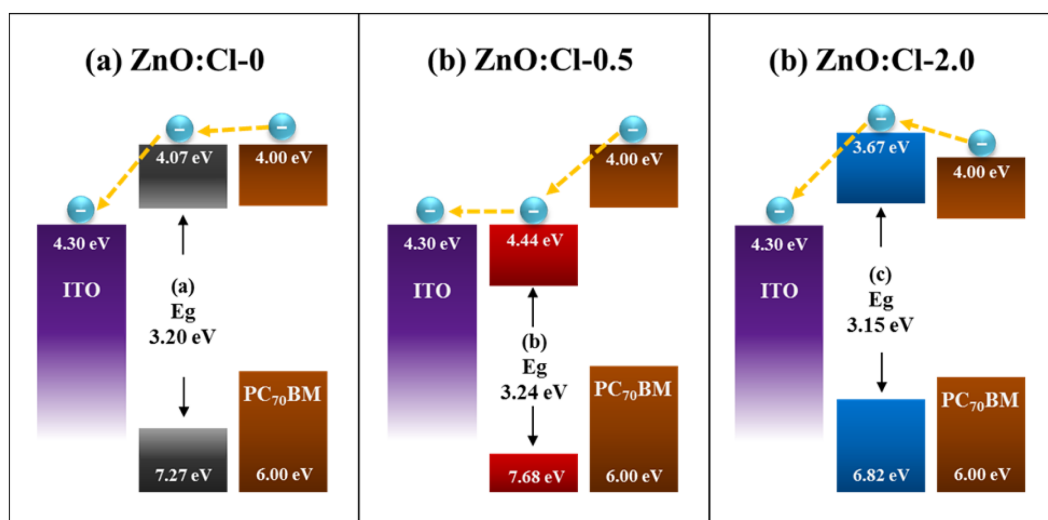 (a) ZnO:Cl-0
4.07 eV
4.00 eV
4.30 eV
ITO
(a)
Eg
3.20 eV
PC₇₀BM
7.27 eV
6.00 eV
(b) ZnO:Cl-0.5
4.00 eV
4.30 eV
4.44 eV
ITO
(b)
Eg
3.24 eV
PC₇₀BM
7.68 eV
6.00 eV
(b) ZnO:Cl-2.0
3.67 eV
4.00 eV
4.30 eV
ITO
(c)
Eg
3.15 eV
PC₇₀BM
6.82 eV
6.00 eV